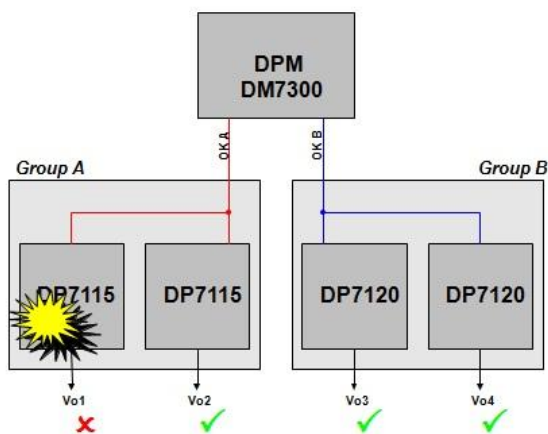 DPM
DM7300
OK A
OK B
Group A
Group B
DP7115
DP7115
DP7120
DP7120
Vo1
Vo2
Vo3
Vo4